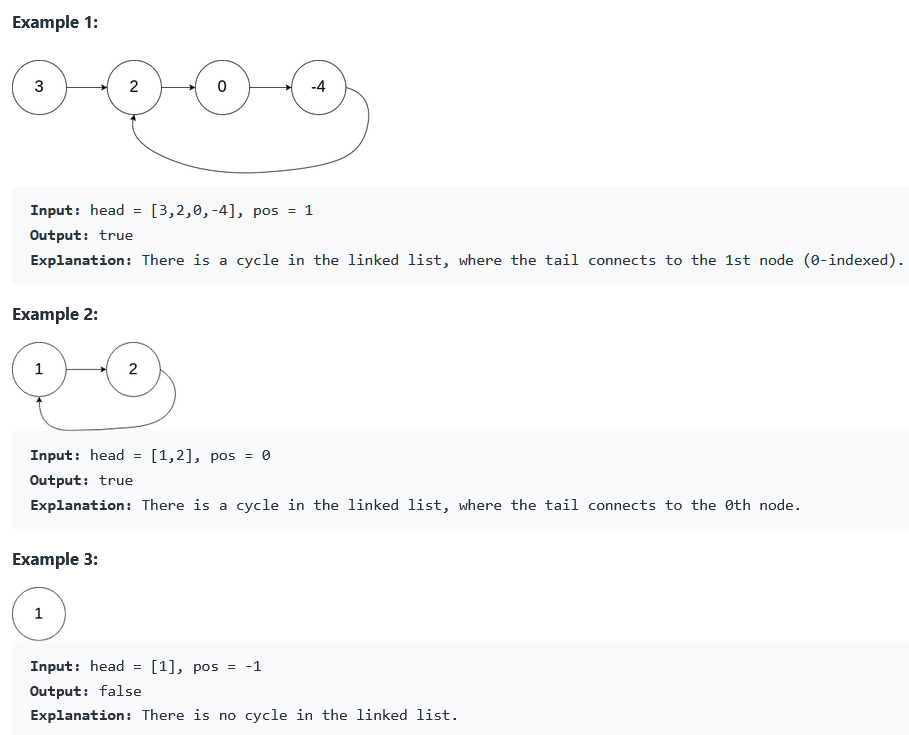 Example 1:
3 2 0 -4
Input: head = [3,2,0,-4], pos = 1
Output: true
Explanation: There is a cycle in the linked list, where the tail connects to the 1st node (0-indexed).
Example 2:
1 2
Input: head = [1,2], pos = 0
Output: true
Explanation: There is a cycle in the linked list, where the tail connects to the 0th node.
Example 3:
1
Input: head = [1], pos = -1
Output: false
Explanation: There is no cycle in the linked list.